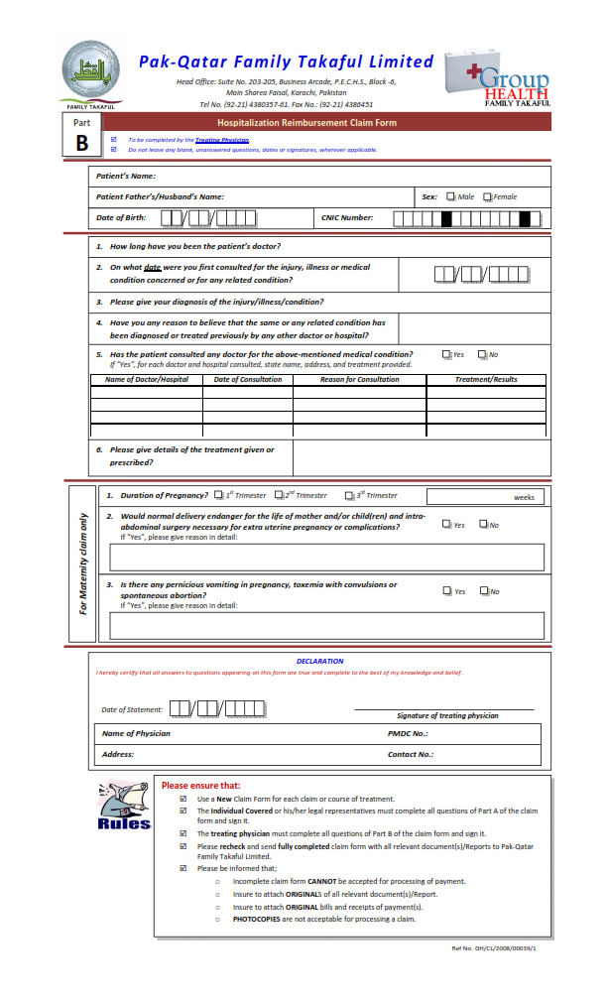 Pak-Qatar Family Takaful Limited
Head Office: Suite No. 203-205, Business Arcade, P.E.C.H.S., Block -6,
Main Sharea Faisal, Karachi, Pakistan
Tel No. (92-21) 4380357-61. Fax No.: (92-21) 4386451
FAMILY TAKAFUL
Group
HEALTH
FAMILY TAKAFUL
Part
B
Hospitalization Reimbursement Claim Form
To be completed by the Treating Physician.
Do not leave any blank, unanswered questions, dates or signatures, wherever applicable.
Patient's Name:
Patient Father's/Husband's Name:
Sex: Male Female
Date of Birth: / /
CNIC Number:
1. How long have you been the patient's doctor?
2. On what date were you first consulted for the injury, illness or medical
condition concerned or for any related condition?
/ /
3. Please give your diagnosis of the injury/illness/condition?
4. Have you any reason to believe that the same or any related condition has
been diagnosed or treated previously by any other doctor or hospital?
5. Has the patient consulted any doctor for the above-mentioned medical condition? Yes No
If "Yes", for each doctor and hospital consulted, state name, address, and treatment provided.
Name of Doctor/Hospital Date of Consultation Reason for Consultation Treatment/Results
6. Please give details of the treatment given or
prescribed?
For Maternity claim only
1. Duration of Pregnancy? 1st Trimester 2nd Trimester 3rd Trimester weeks
2. Would normal delivery endanger for the life of mother and/or child(ren) and intra-
abdominal surgery necessary for extra uterine pregnancy or complications? Yes No
If "Yes", please give reason in detail:
3. Is there any pernicious vomiting in pregnancy, toxemia with convulsions or
spontaneous abortion? Yes No
If "Yes", please give reason in detail:
DECLARATION
I hereby certify that all answers to questions appearing on this form are true and complete to the best of my knowledge and belief.
Date of Statement: / /
Signature of treating physician
Name of Physician PMDC No.:
Address: Contact No.:
Rules
Please ensure that:
Use a New Claim Form for each claim or course of treatment.
The Individual Covered or his/her legal representatives must complete all questions of Part A of the claim
form and sign it.
The treating physician must complete all questions of Part B of the claim form and sign it.
Please recheck and send fully completed claim form with all relevant document(s)/Reports to Pak-Qatar
Family Takaful Limited.
Please be informed that;
o Incomplete claim form CANNOT be accepted for processing of payment.
o Insure to attach ORIGINALS of all relevant document(s)/Report.
o Insure to attach ORIGINAL bills and receipts of payment(s).
o PHOTOCOPIES are not acceptable for processing a claim.
Ref No. GH/CL/2008/00039/1